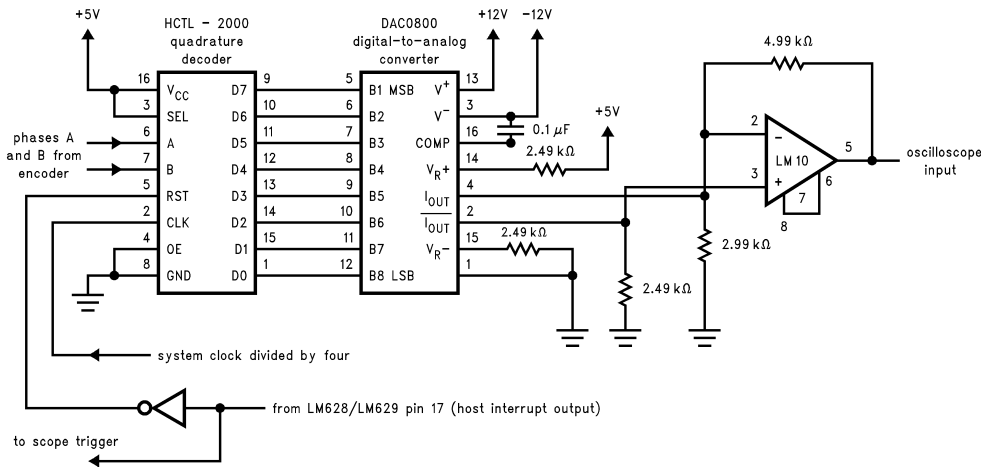 +5V
HCTL – 2000
quadrature
decoder
DAC0800
digital-to-analog
converter
+12V
-12V
4.99 kΩ
16 VCC D7 9
5 B1 MSB V+ 13
3 SEL D6 10
6 B2 V- 3
+5V
6 A D5 11
7 B3 COMP 16
0.1 µF
phases A
and B from
encoder
7 B D4 12
8 B4 VR+ 14
2.49 kΩ
5 RST D3 13
9 B5 IOUT 4
2 CLK D2 14
10 B6 IOUT 2
4 OE D1 15
11 B7 VR- 15
2.49 kΩ
8 GND D0 1
12 B8 LSB 1
2 -
LM10
3 +
5
6
7
8
oscilloscope
input
2.99 kΩ
2.49 kΩ
system clock divided by four
from LM628/LM629 pin 17 (host interrupt output)
to scope trigger